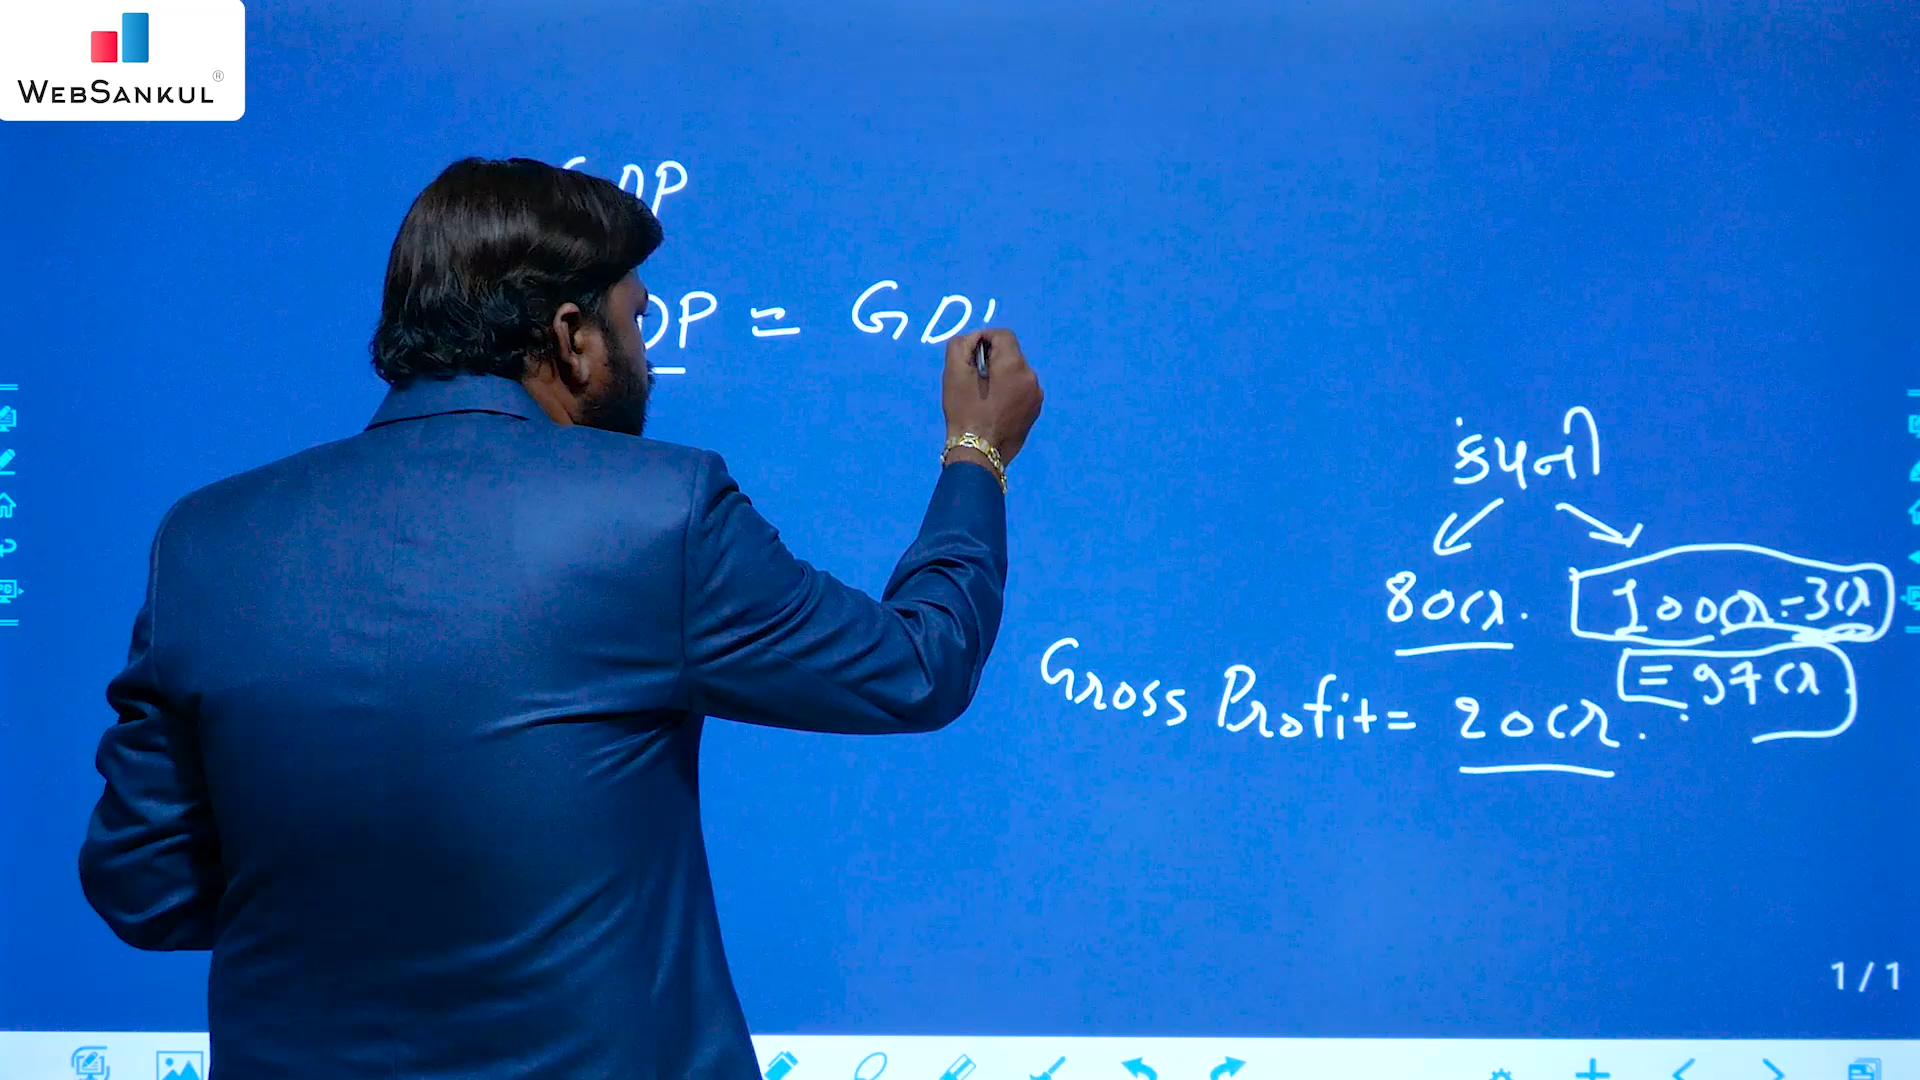 WEBSANKUL®
DP = GD
કંપની
80cr.
100cr-3cr
= 97cr
Gross Profit = 20cr.
1/1